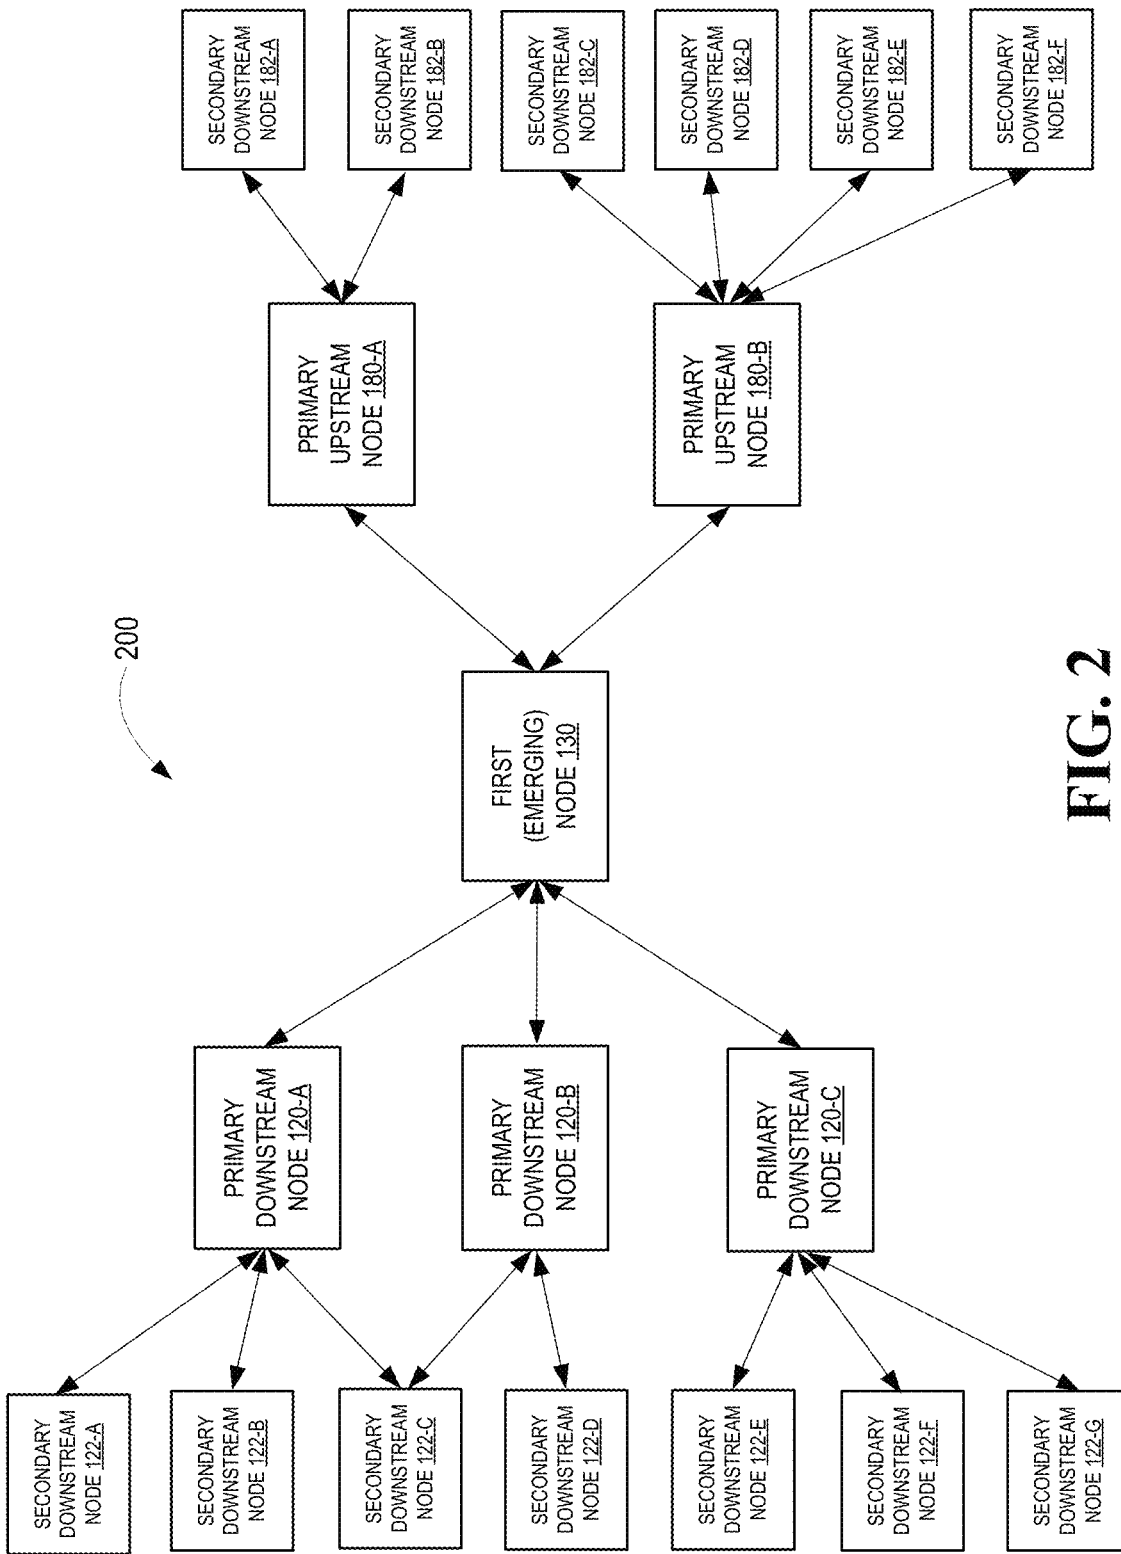 200
SECONDARY
DOWNSTREAM
NODE 122-A
SECONDARY
DOWNSTREAM
NODE 122-B
SECONDARY
DOWNSTREAM
NODE 122-C
SECONDARY
DOWNSTREAM
NODE 122-D
SECONDARY
DOWNSTREAM
NODE 122-E
SECONDARY
DOWNSTREAM
NODE 122-F
SECONDARY
DOWNSTREAM
NODE 122-G
PRIMARY
DOWNSTREAM
NODE 120-A
PRIMARY
DOWNSTREAM
NODE 120-B
PRIMARY
DOWNSTREAM
NODE 120-C
FIRST
(EMERGING)
NODE 130
PRIMARY
UPSTREAM
NODE 180-A
PRIMARY
UPSTREAM
NODE 180-B
SECONDARY
DOWNSTREAM
NODE 182-A
SECONDARY
DOWNSTREAM
NODE 182-B
SECONDARY
DOWNSTREAM
NODE 182-C
SECONDARY
DOWNSTREAM
NODE 182-D
SECONDARY
DOWNSTREAM
NODE 182-E
SECONDARY
DOWNSTREAM
NODE 182-F
FIG. 2